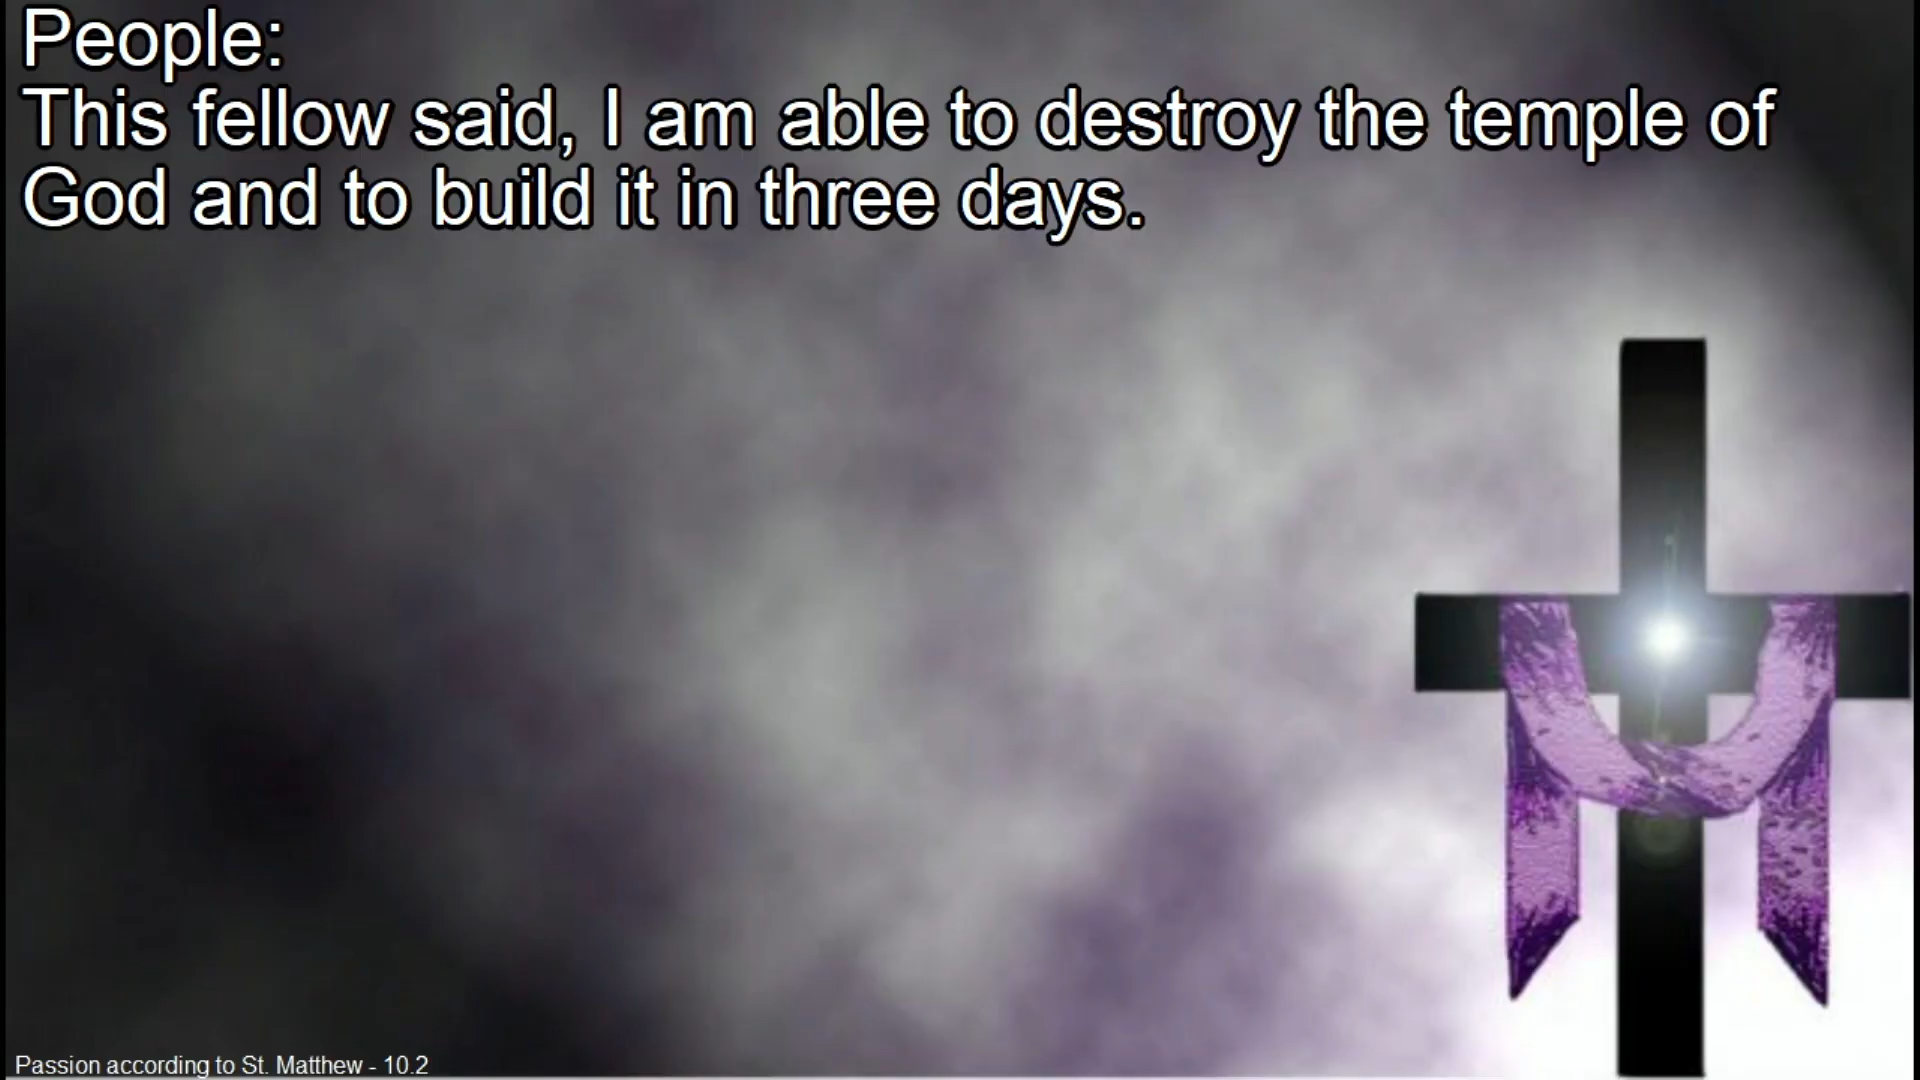 People:
This fellow said, I am able to destroy the temple of
God and to build it in three days.
Passion according to St. Matthew - 10.2